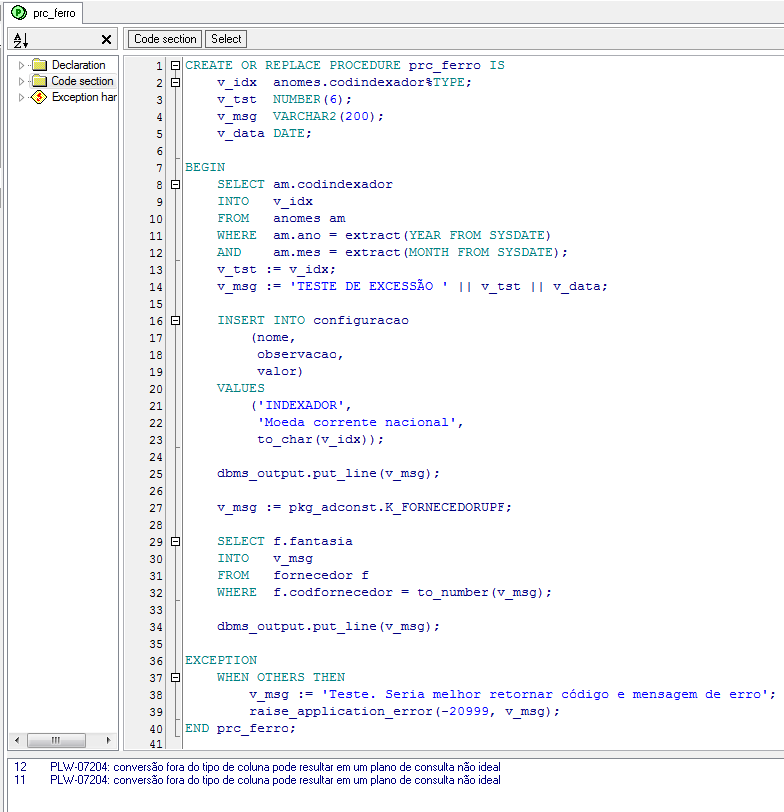 prc_ferro
A Z
Code section Select
Declaration
Code section
Exception har
1 CREATE OR REPLACE PROCEDURE prc_ferro IS
2 v_idx anomes.codindexador%TYPE;
3 v_tst NUMBER(6);
4 v_msg VARCHAR2(200);
5 v_data DATE;
6
7 BEGIN
8 SELECT am.codindexador
9 INTO v_idx
10 FROM anomes am
11 WHERE am.ano = extract(YEAR FROM SYSDATE)
12 AND am.mes = extract(MONTH FROM SYSDATE);
13 v_tst := v_idx;
14 v_msg := 'TESTE DE EXCESSÃO ' || v_tst || v_data;
15
16 INSERT INTO configuracao
17 (nome,
18 observacao,
19 valor)
20 VALUES
21 ('INDEXADOR',
22 'Moeda corrente nacional',
23 to_char(v_idx));
24
25 dbms_output.put_line(v_msg);
26
27 v_msg := pkg_adconst.K_FORNECEDORUPF;
28
29 SELECT f.fantasia
30 INTO v_msg
31 FROM fornecedor f
32 WHERE f.codfornecedor = to_number(v_msg);
33
34 dbms_output.put_line(v_msg);
35
36 EXCEPTION
37 WHEN OTHERS THEN
38 v_msg := 'Teste. Seria melhor retornar código e mensagem de erro';
39 raise_application_error(-20999, v_msg);
40 END prc_ferro;
41
12 PLW-07204: conversão fora do tipo de coluna pode resultar em um plano de consulta não ideal
11 PLW-07204: conversão fora do tipo de coluna pode resultar em um plano de consulta não ideal